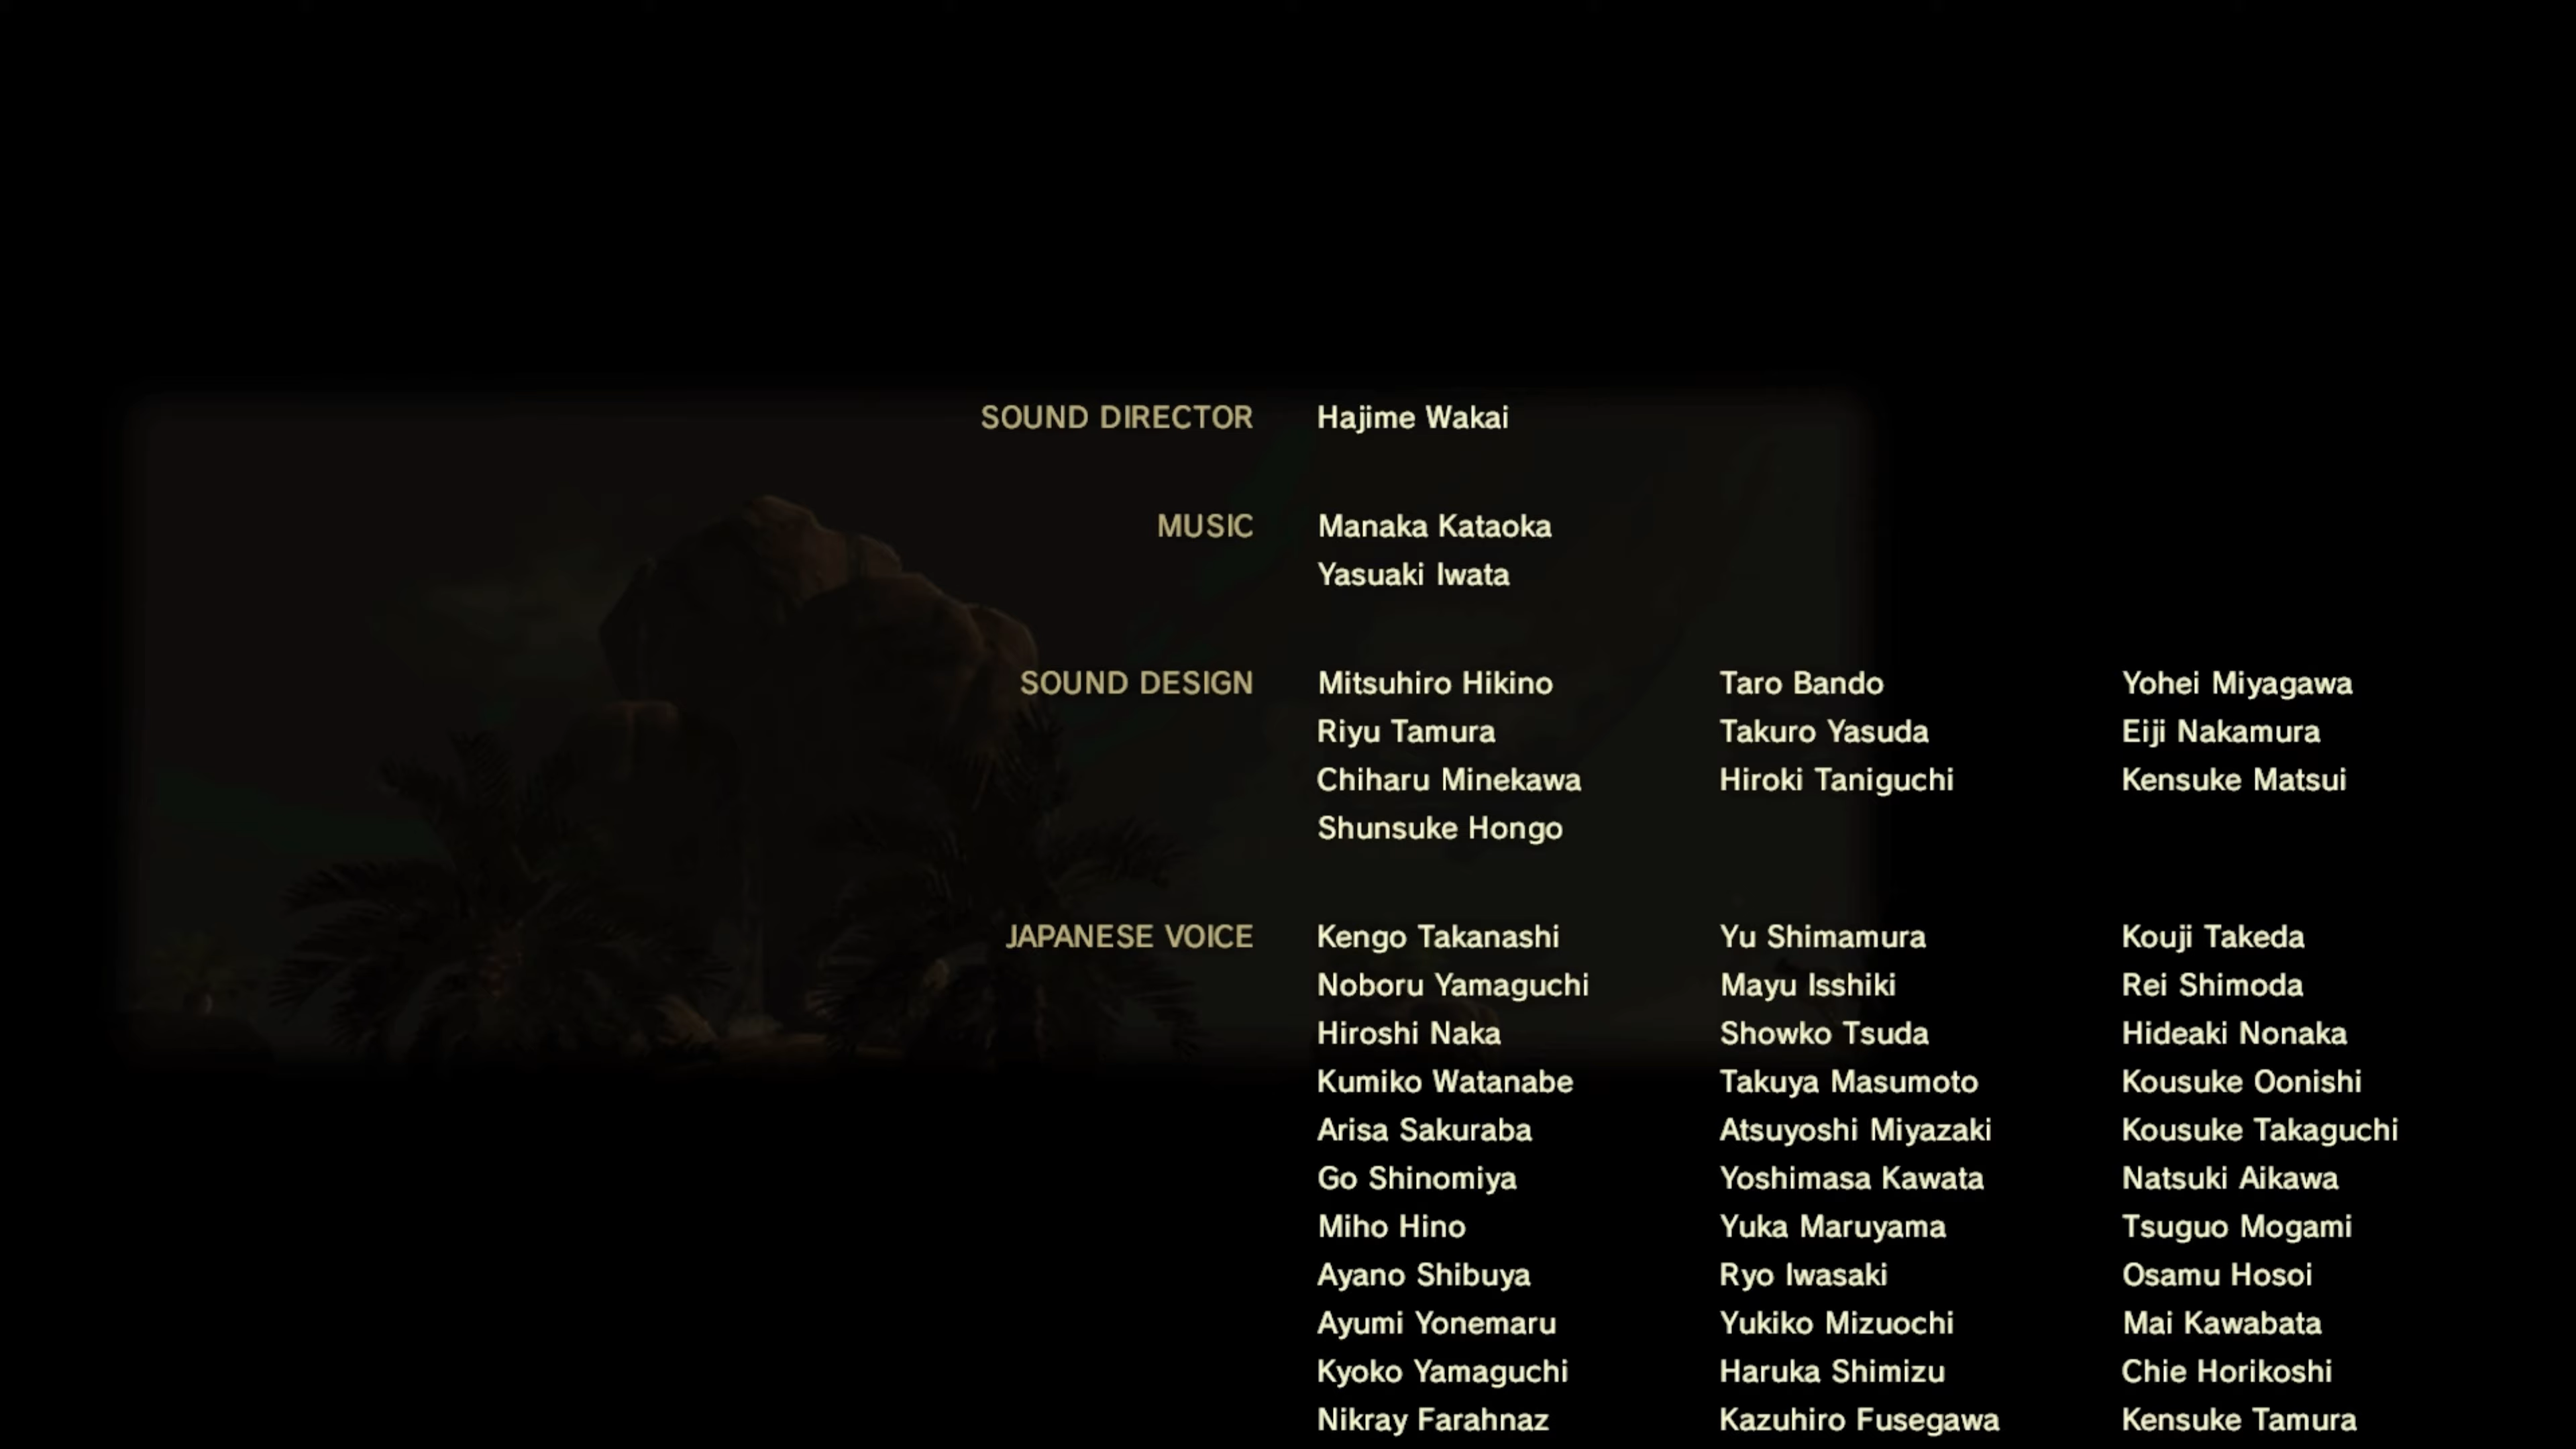 SOUND DIRECTOR Hajime Wakai
MUSIC Manaka Kataoka
Yasuaki Iwata
SOUND DESIGN Mitsuhiro Hikino Taro Bando Yohei Miyagawa
Riyu Tamura Takuro Yasuda Eiji Nakamura
Chiharu Minekawa Hiroki Taniguchi Kensuke Matsui
Shunsuke Hongo
JAPANESE VOICE Kengo Takanashi Yu Shimamura Kouji Takeda
Noboru Yamaguchi Mayu Isshiki Rei Shimoda
Hiroshi Naka Showko Tsuda Hideaki Nonaka
Kumiko Watanabe Takuya Masumoto Kousuke Oonishi
Arisa Sakuraba Atsuyoshi Miyazaki Kousuke Takaguchi
Go Shinomiya Yoshimasa Kawata Natsuki Aikawa
Miho Hino Yuka Maruyama Tsuguo Mogami
Ayano Shibuya Ryo Iwasaki Osamu Hosoi
Ayumi Yonemaru Yukiko Mizuochi Mai Kawabata
Kyoko Yamaguchi Haruka Shimizu Chie Horikoshi
Nikray Farahnaz Kazuhiro Fusegawa Kensuke Tamura